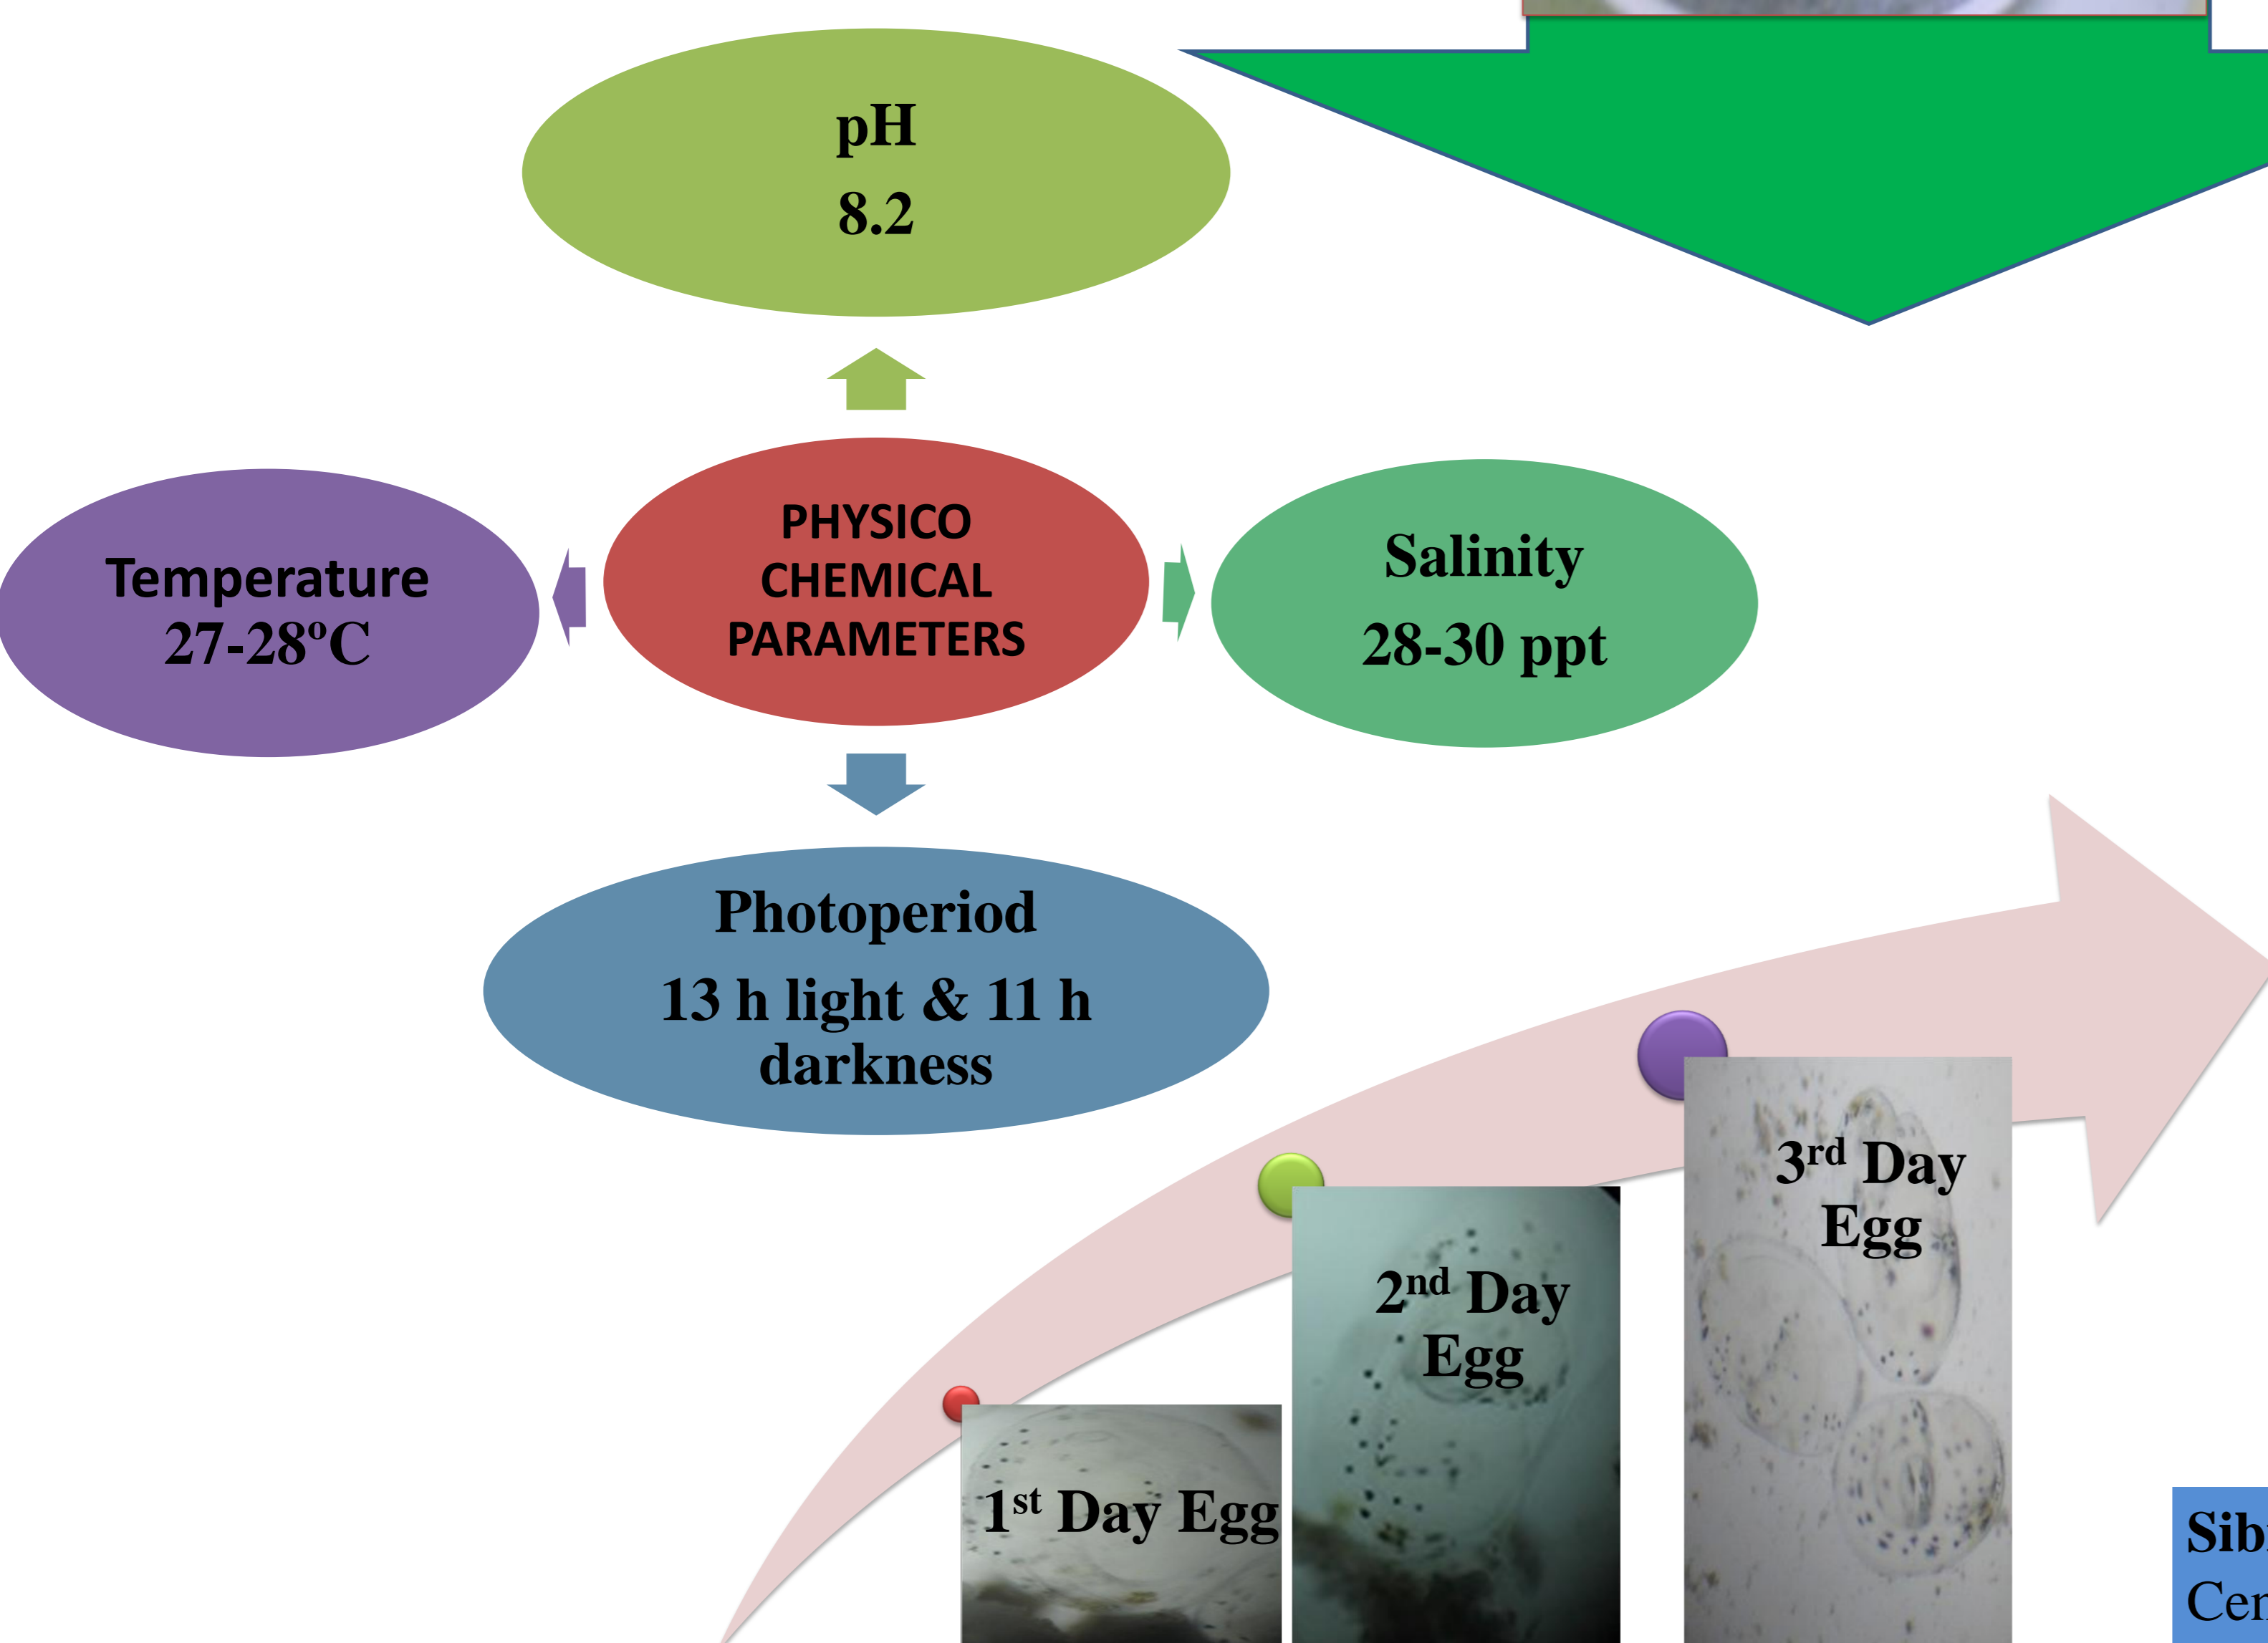 pH
8.2
PHYSICO
CHEMICAL
PARAMETERS
Temperature
27-28ºC
Salinity
28-30 ppt
Photoperiod
13 h light & 11 h
darkness
3rd Day
Egg
2nd Day
Egg
1st Day Egg